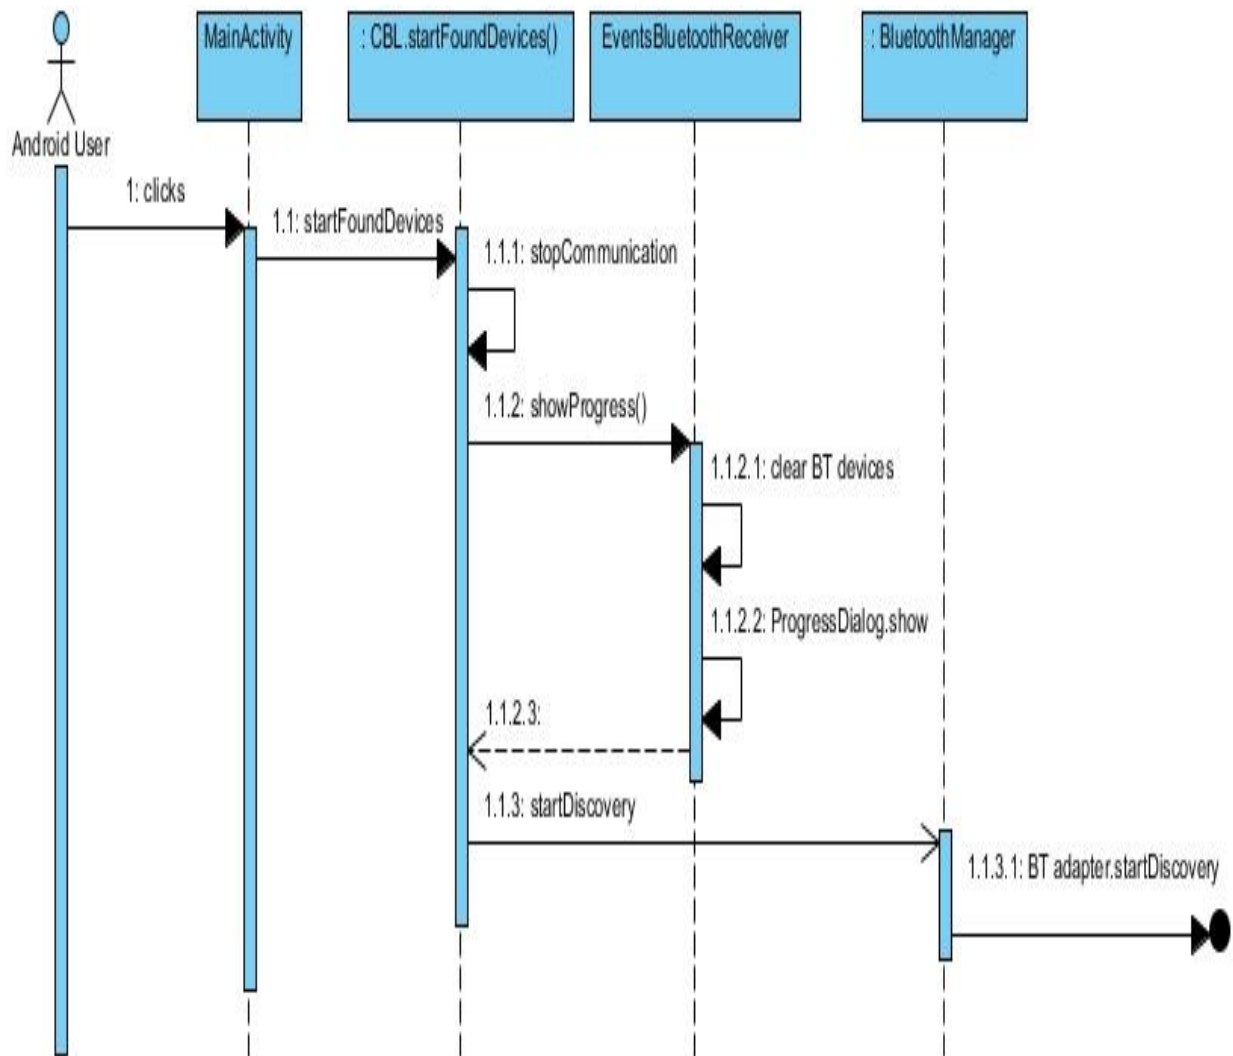 MainActivity
: CBL.startFoundDevices()
EventsBluetoothReceiver
: BluetoothManager
Android User
1: clicks
1.1: startFoundDevices
1.1.1: stopCommunication
1.1.2: showProgress()
1.1.2.1: clear BT devices
1.1.2.2: ProgressDialog.show
1.1.2.3:
1.1.3: startDiscovery
1.1.3.1: BT adapter.startDiscovery